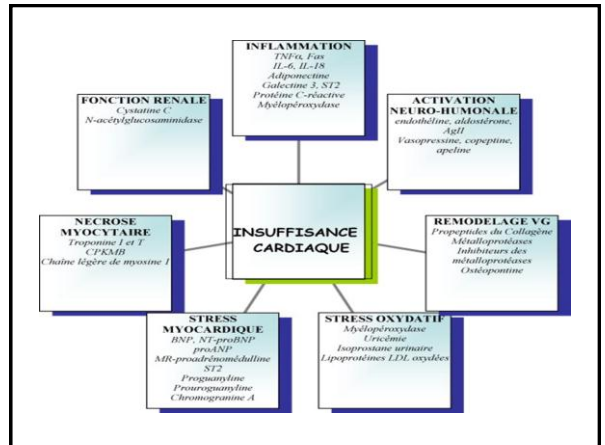 INFLAMMATION
TNFα, Fas
IL-6, IL-18
Adiponectine
Galectine 3, ST2
Protéine C-réactive
Myélopéroxydase
FONCTION RENALE
Cystatine C
N-acétylglucosaminidase
ACTIVATION
NEURO-HUMONALE
endothéline, aldostérone,
AgII
Vasopressine, copeptine,
apeline
INSUFFISANCE
CARDIAQUE
NECROSE
MYOCYTAIRE
Troponine I et T
CPKMB
Chaîne légère de myosine I
REMODELAGE VG
Propeptides du Collagène
Métalloprotéases
Inhibiteurs des
métalloprotéases
Ostéopontine
STRESS
MYOCARDIQUE
BNP, NT-proBNP
proANP
MR-proadrénomédulline
ST2
Proguanyline
Prouroguanyline
Chromogranine A
STRESS OXYDATIF
Myélopéroxydase
Uricémie
Isoprostane urinaire
Lipoprotéines LDL oxydées